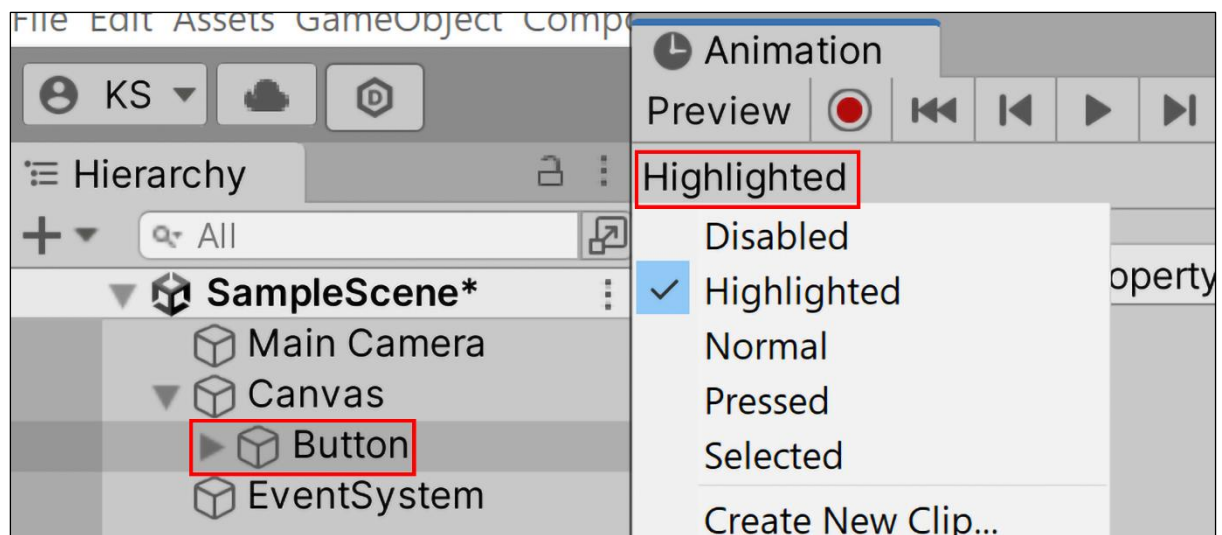 File Edit Assets GameObject Compo
KS
Hierarchy
All
SampleScene*
Main Camera
Canvas
Button
EventSystem
Animation
Preview
Highlighted
Disabled
Highlighted
Normal
Pressed
Selected
Create New Clip...
operty